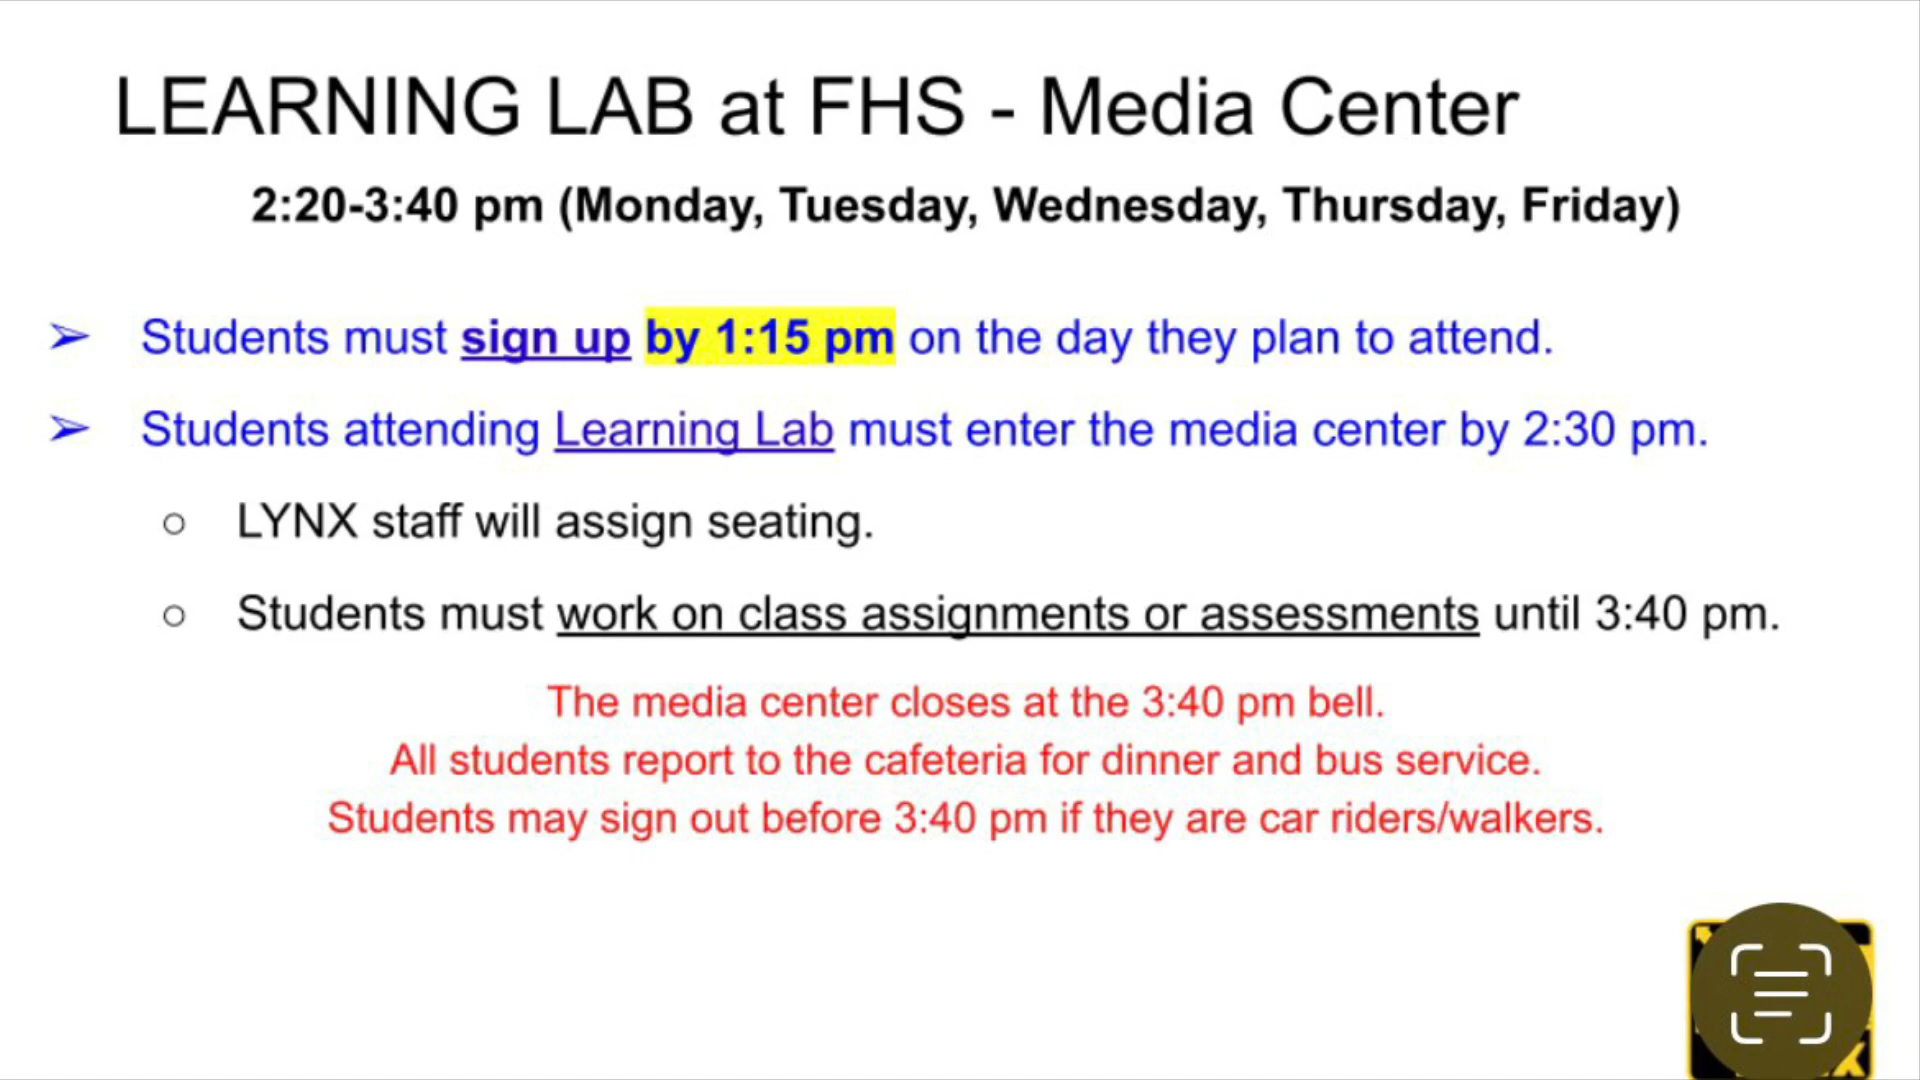 LEARNING LAB at FHS - Media Center
2:20-3:40 pm (Monday, Tuesday, Wednesday, Thursday, Friday)
➢ Students must sign up by 1:15 pm on the day they plan to attend.
➢ Students attending Learning Lab must enter the media center by 2:30 pm.
○ LYNX staff will assign seating.
○ Students must work on class assignments or assessments until 3:40 pm.
The media center closes at the 3:40 pm bell.
All students report to the cafeteria for dinner and bus service.
Students may sign out before 3:40 pm if they are car riders/walkers.